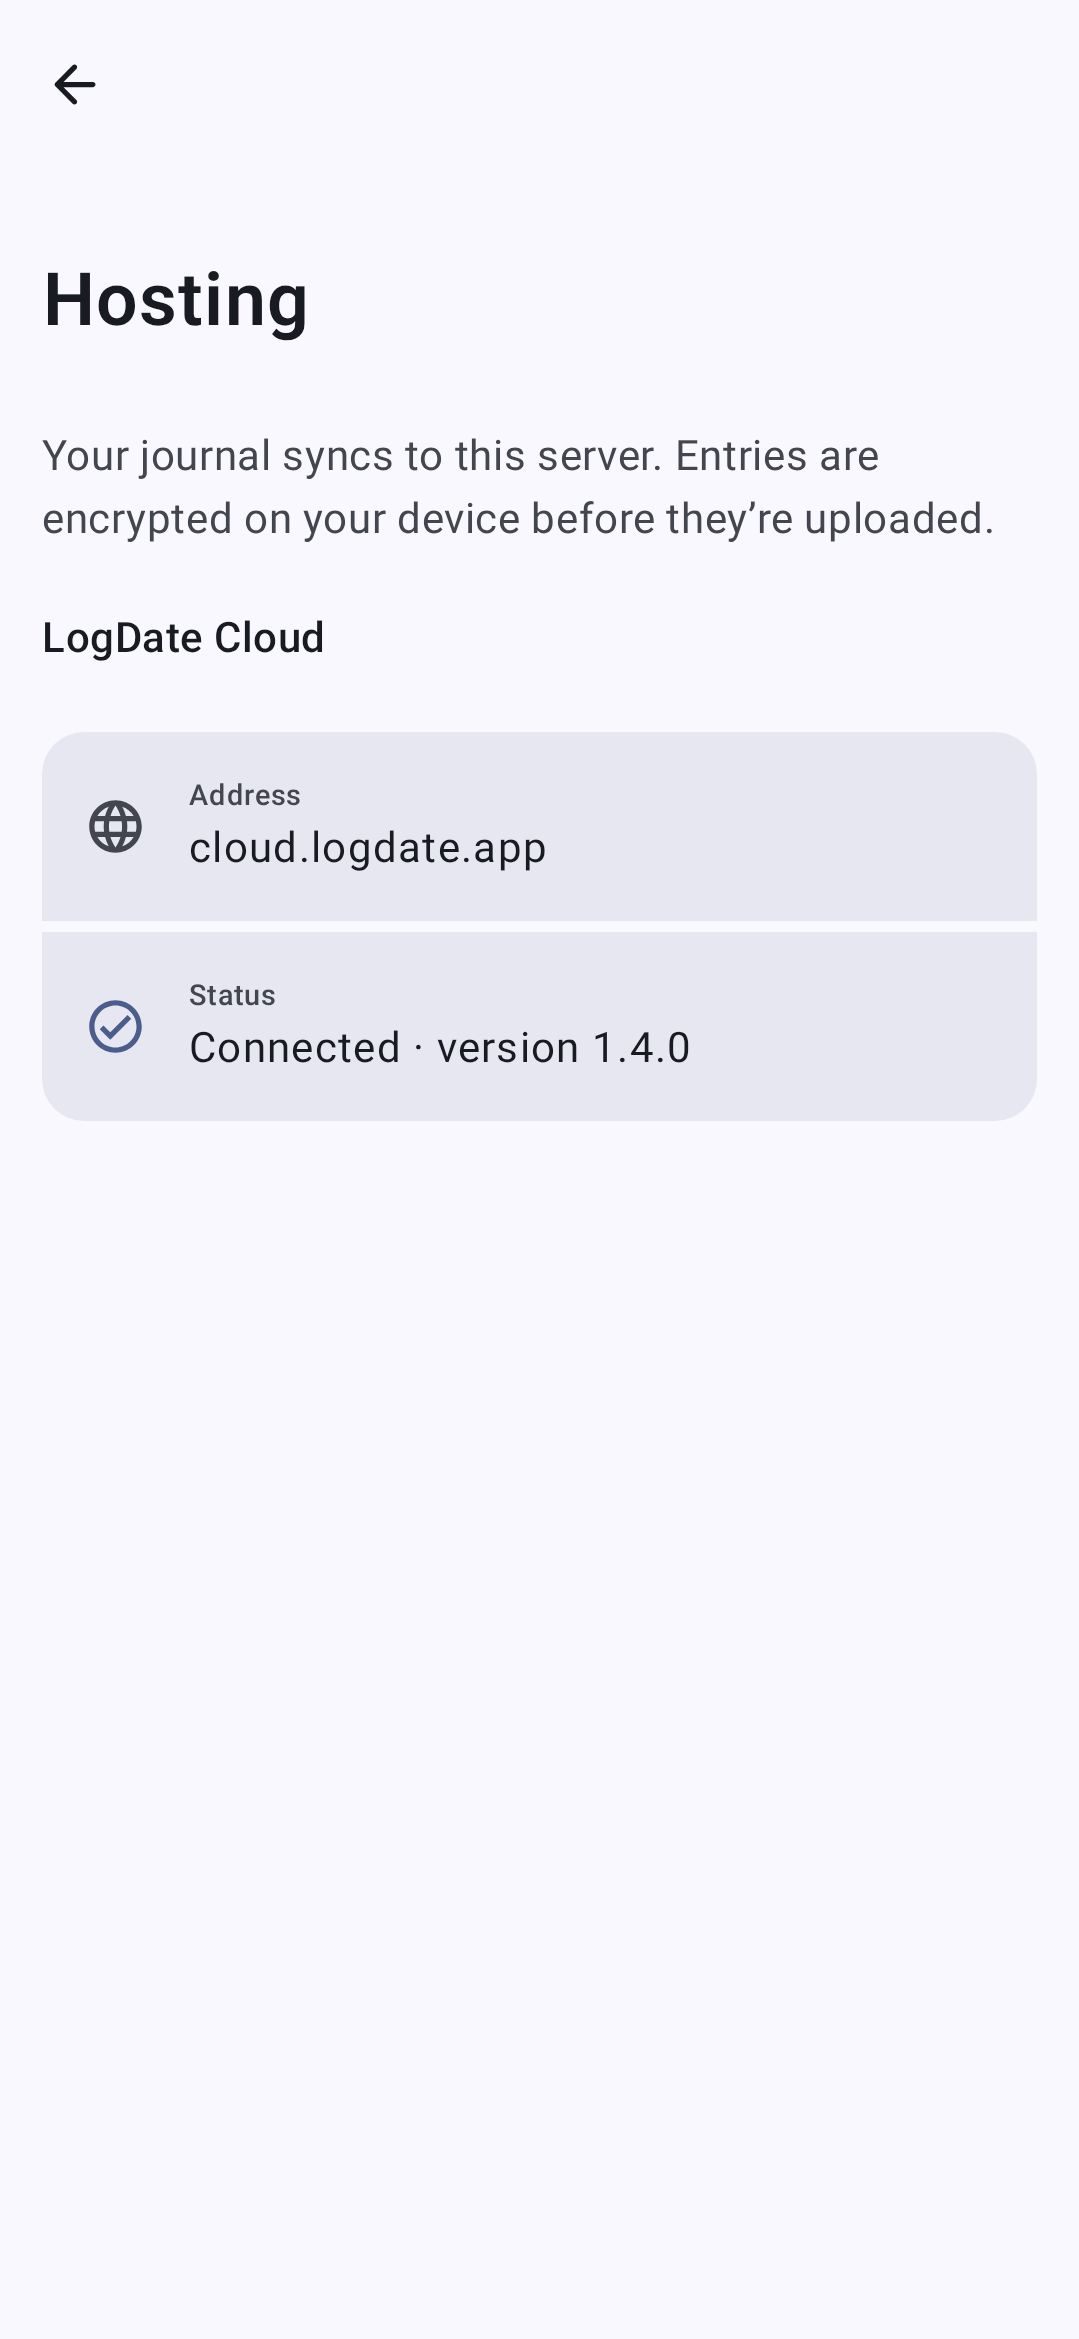 Hosting
Your journal syncs to this server. Entries are
encrypted on your device before they’re uploaded.
LogDate Cloud
Address
cloud.logdate.app
Status
Connected · version 1.4.0